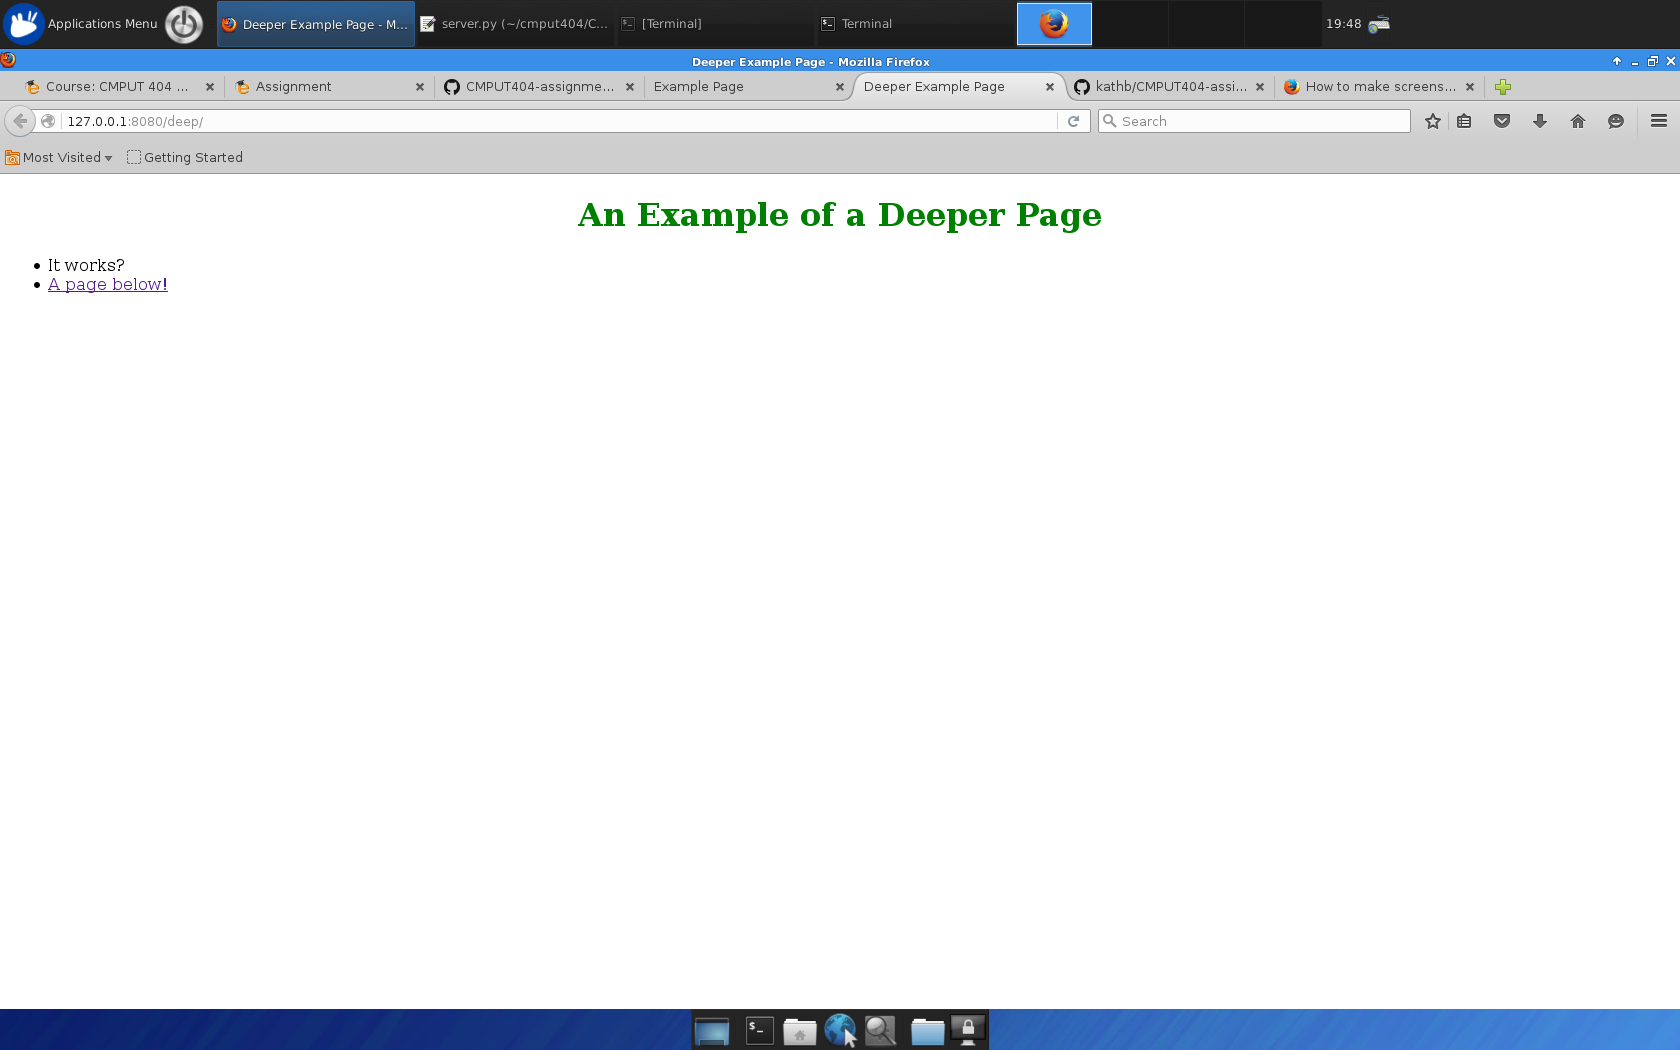 Applications Menu
Deeper Example Page - M...
server.py (~/cmput404/C...
[Terminal]
Terminal
19:48
Deeper Example Page - Mozilla Firefox
Course: CMPUT 404 ...
Assignment
CMPUT404-assignme...
Example Page
Deeper Example Page
kathb/CMPUT404-assi...
How to make screens...
127.0.0.1:8080/deep/
Search
Most Visited
Getting Started
An Example of a Deeper Page
It works?
A page below!
$_